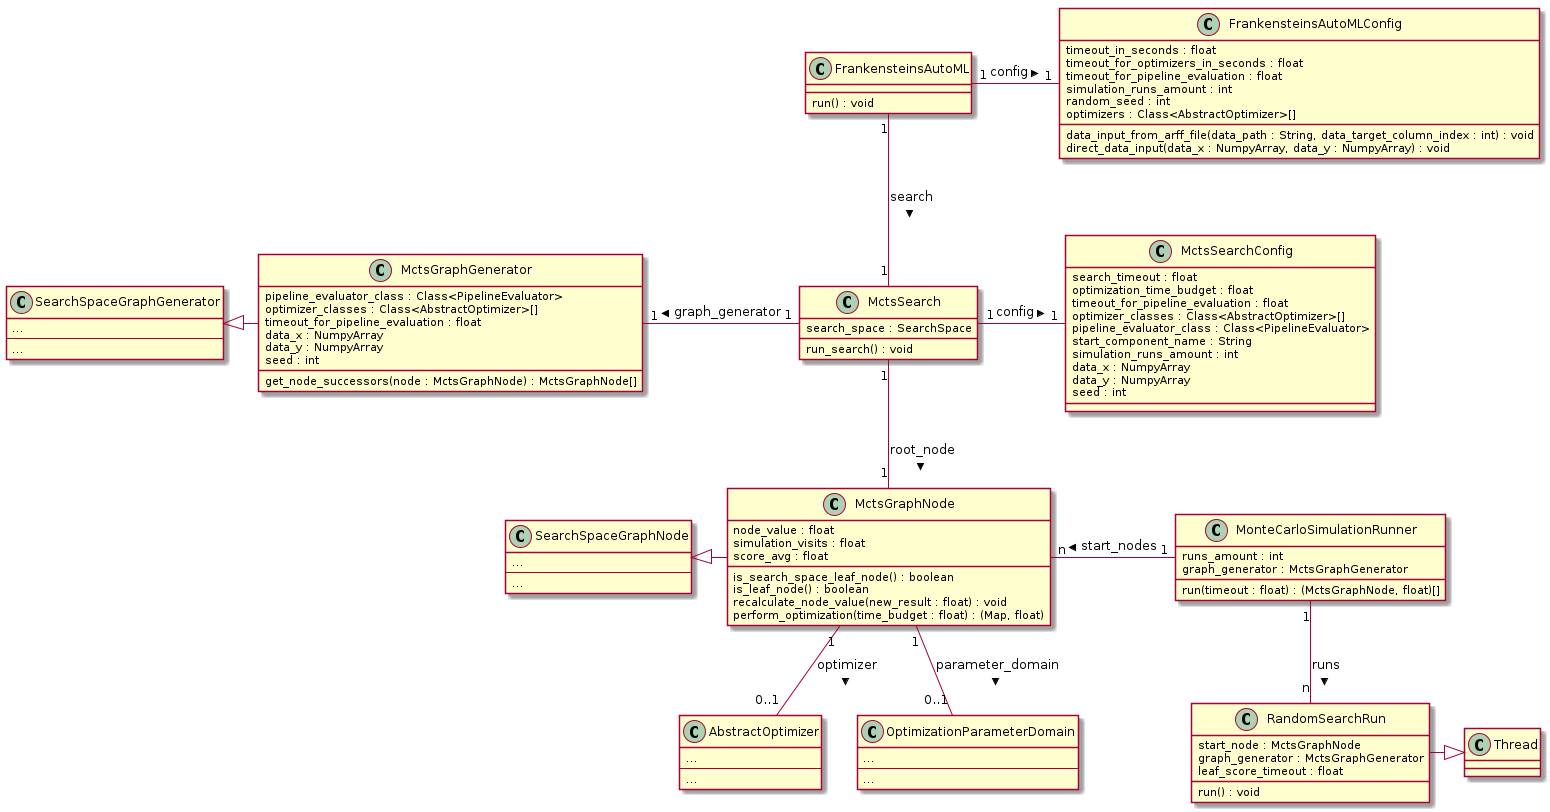 C FrankensteinsAutoMLConfig
timeout_in_seconds : float
timeout_for_optimizers_in_seconds : float
timeout_for_pipeline_evaluation : float
simulation_runs_amount : int
random_seed : int
optimizers : Class<AbstractOptimizer>[]
data_input_from_arff_file(data_path : String, data_target_column_index : int) : void
direct_data_input(data_x : NumpyArray, data_y : NumpyArray) : void
C FrankensteinsAutoML
run() : void
1 config 1
1
search
1
C MctsGraphGenerator
pipeline_evaluator_class : Class<PipelineEvaluator>
optimizer_classes : Class<AbstractOptimizer>[]
timeout_for_pipeline_evaluation : float
data_x : NumpyArray
data_y : NumpyArray
seed : int
get_node_successors(node : MctsGraphNode) : MctsGraphNode[]
C SearchSpaceGraphGenerator
...
...
1 graph_generator 1
C MctsSearch
search_space : SearchSpace
run_search() : void
1 config 1
C MctsSearchConfig
search_timeout : float
optimization_time_budget : float
timeout_for_pipeline_evaluation : float
optimizer_classes : Class<AbstractOptimizer>[]
pipeline_evaluator_class : Class<PipelineEvaluator>
start_component_name : String
simulation_runs_amount : int
data_x : NumpyArray
data_y : NumpyArray
seed : int
1
root_node
1
C SearchSpaceGraphNode
...
...
C MctsGraphNode
node_value : float
simulation_visits : float
score_avg : float
is_search_space_leaf_node() : boolean
is_leaf_node() : boolean
recalculate_node_value(new_result : float) : void
perform_optimization(time_budget : float) : (Map, float)
n start_nodes 1
C MonteCarloSimulationRunner
runs_amount : int
graph_generator : MctsGraphGenerator
run(timeout : float) : (MctsGraphNode, float)[]
1
optimizer
0..1
1
parameter_domain
0..1
1
runs
n
C AbstractOptimizer
...
...
C OptimizationParameterDomain
...
...
C RandomSearchRun
start_node : MctsGraphNode
graph_generator : MctsGraphGenerator
leaf_score_timeout : float
run() : void
C Thread